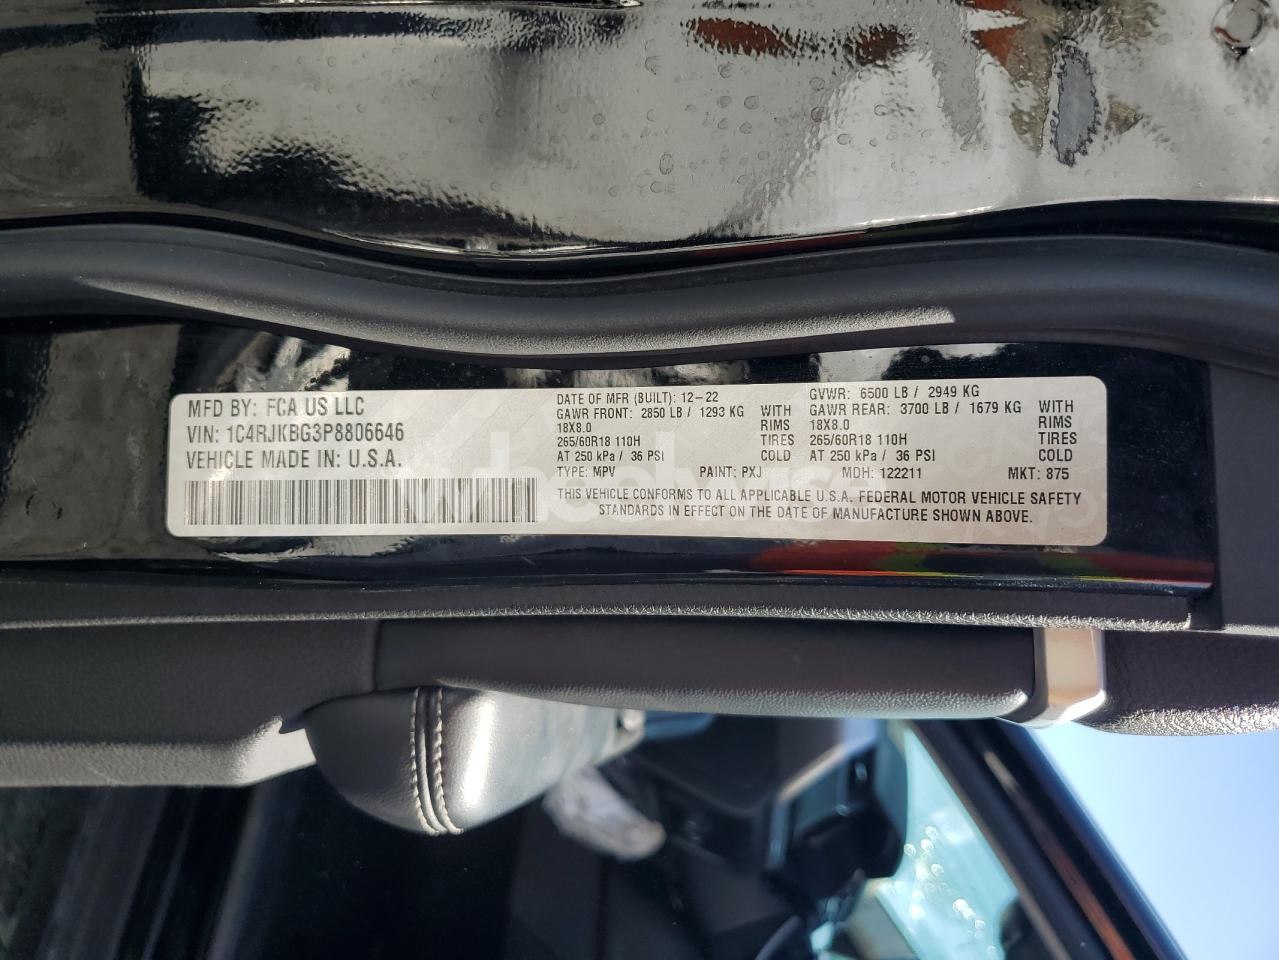 MFD BY: FCA US LLC
VIN: 1C4RJKBG3P8806646
VEHICLE MADE IN: U.S.A.
DATE OF MFR (BUILT): 12-22
GAWR FRONT: 2850 LB / 1293 KG WITH
18X8.0 RIMS
265/60R18 110H TIRES
AT 250 kPa / 36 PSI COLD
GVWR: 6500 LB / 2949 KG
GAWR REAR: 3700 LB / 1679 KG WITH
18X8.0 RIMS
265/60R18 110H TIRES
AT 250 kPa / 36 PSI COLD
TYPE: MPV PAINT: PXJ MDH: 122211 MKT: 875
THIS VEHICLE CONFORMS TO ALL APPLICABLE U.S.A. FEDERAL MOTOR VEHICLE SAFETY
STANDARDS IN EFFECT ON THE DATE OF MANUFACTURE SHOWN ABOVE.